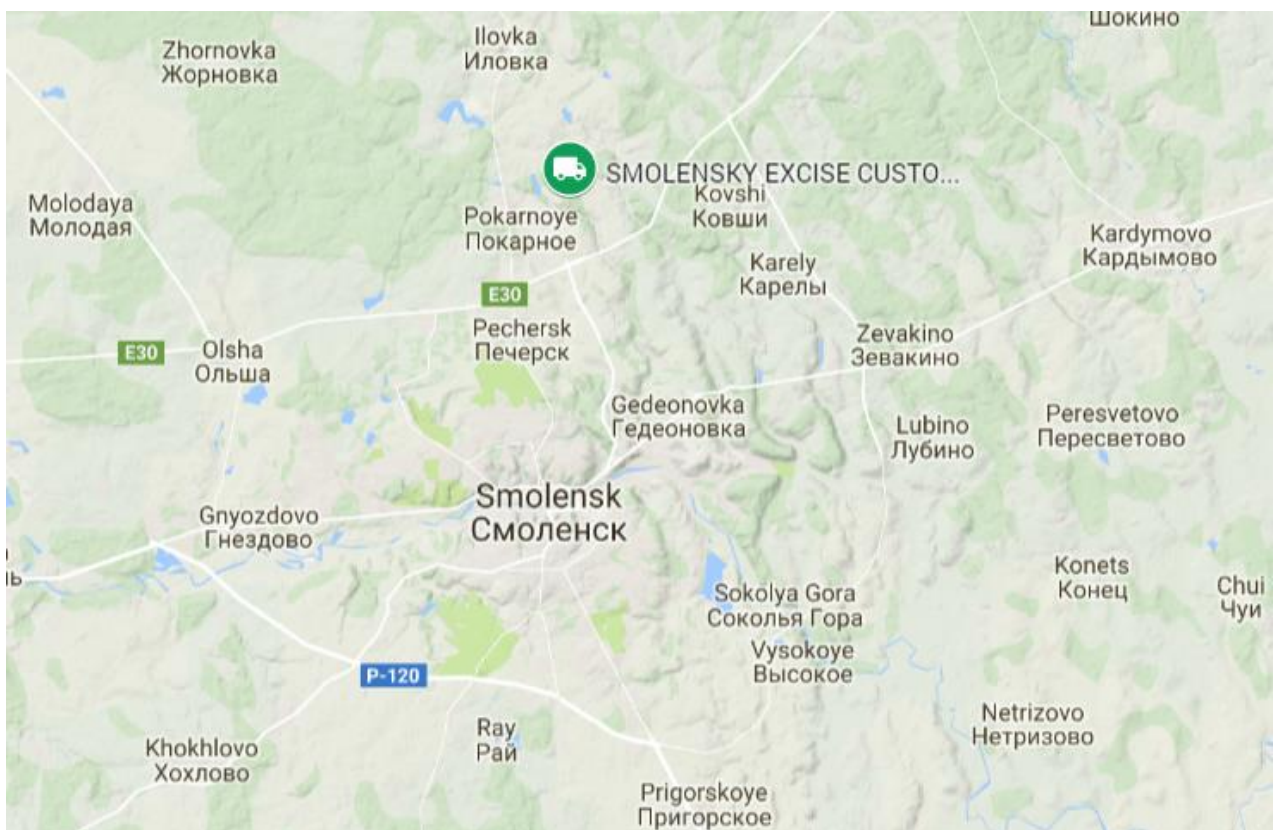 Шокино
Ilovka
Иловка
Zhornovka
Жорновка
SMOLENSKY EXCISE CUSTO...
Kovshi
Ковши
Molodaya
Молодая
Pokarnoye
Покарное
Kardymovo
Кардымово
Karely
Карелы
E30
Pechersk
Печерск
Zevakino
Зевакино
E30
Olsha
Ольша
Gedeonovka
Гедеоновка
Lubino
Лубино
Peresvetovo
Пересветово
Smolensk
Смоленск
Gnyozdovo
Гнездово
Konets
Конец
Chui
Чуи
Sokolya Gora
Соколья Гора
Vysokoye
Высокое
P-120
Netrizovo
Нетризово
Ray
Рай
Khokhlovo
Хохлово
Prigorskoye
Пригорское